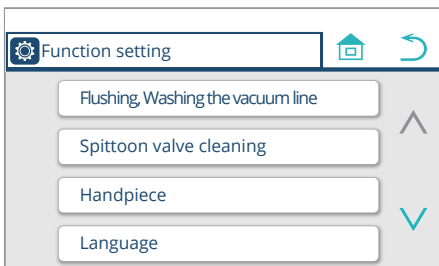 Function setting
Flushing, Washing the vacuum line
Spittoon valve cleaning
Handpiece
Language